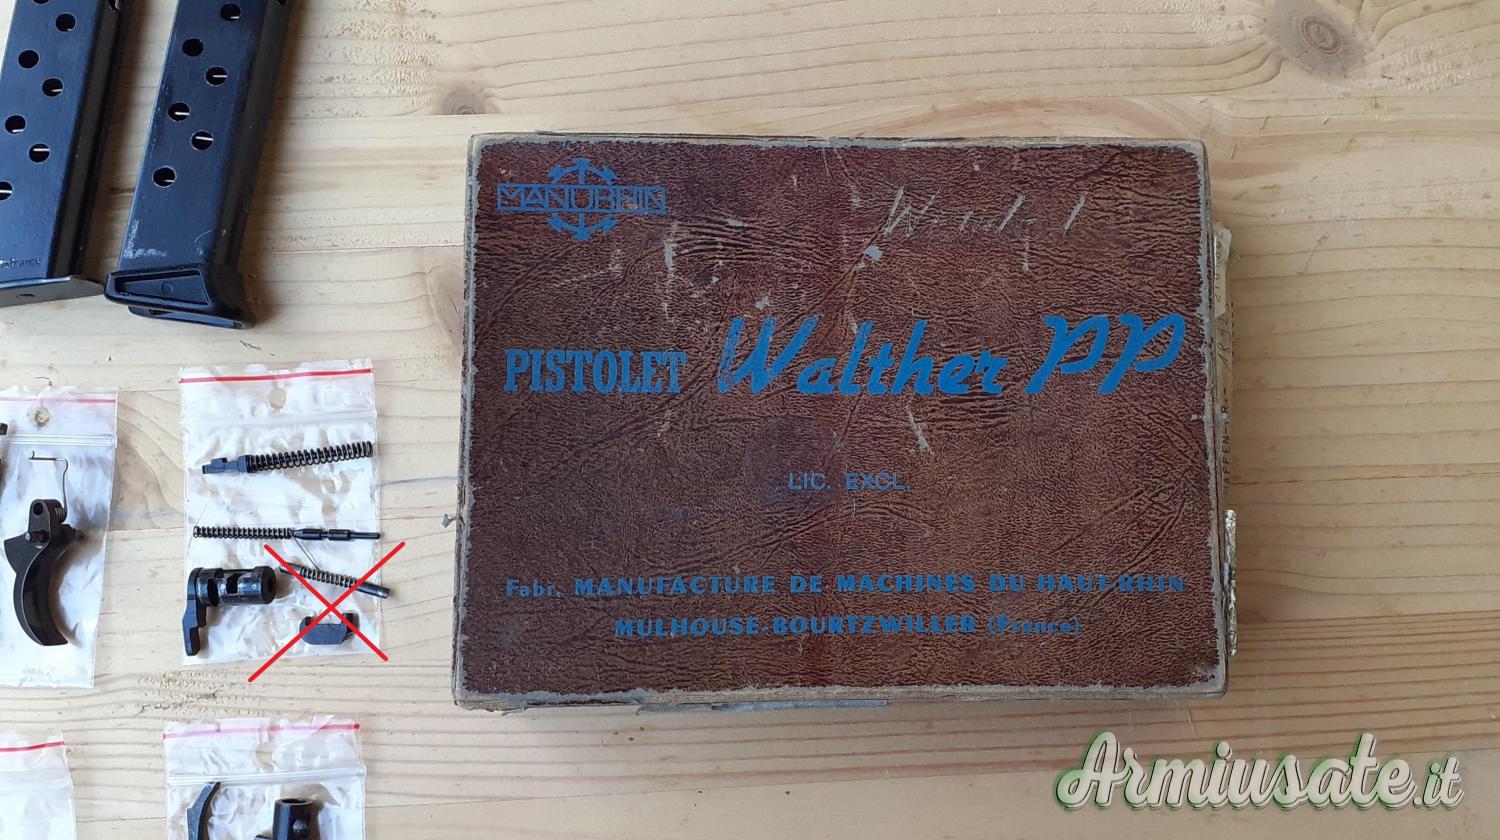 MANURHIN
PISTOLET Walther PP
LIC. EXCL.
Fabr. MANUFACTURE DE MACHINES DU HAUT-RHIN
MULHOUSE-BOURTZWILLER (France)
Armiusate.it